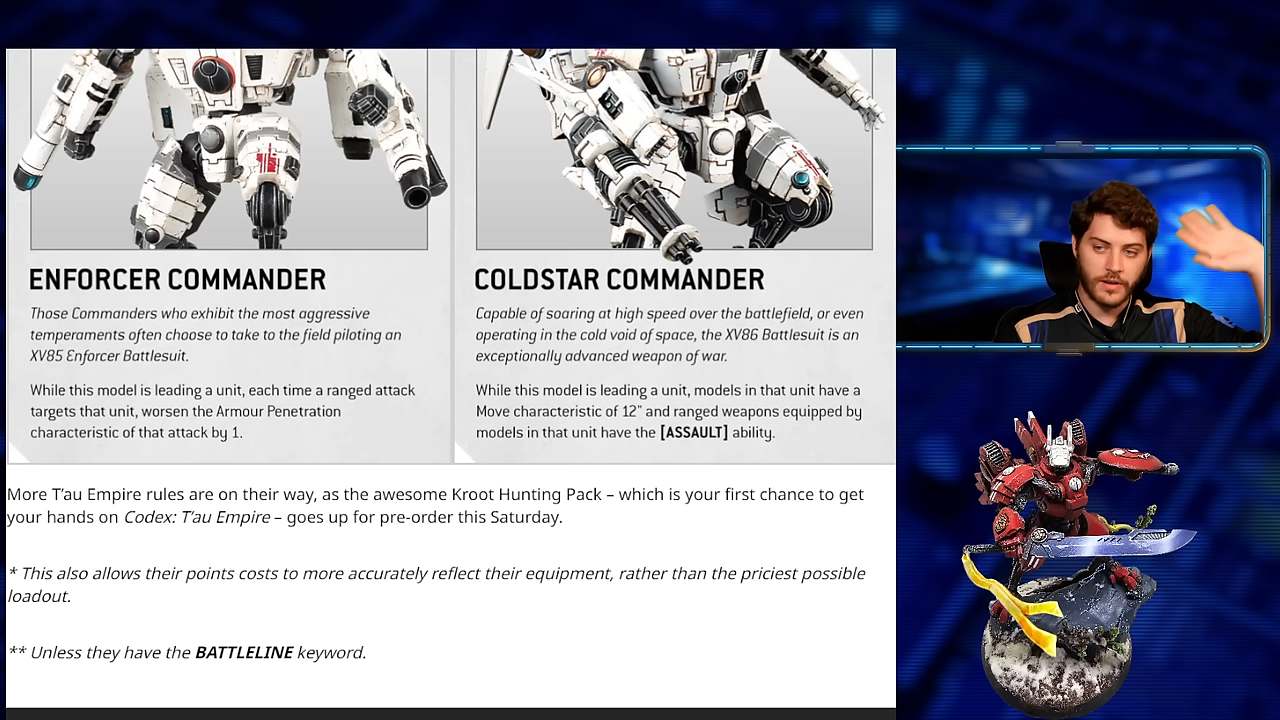 ENFORCER COMMANDER
Those Commanders who exhibit the most aggressive
temperaments often choose to take to the field piloting an
XV85 Enforcer Battlesuit.
While this model is leading a unit, each time a ranged attack
targets that unit, worsen the Armour Penetration
characteristic of that attack by 1.
COLDSTAR COMMANDER
Capable of soaring at high speed over the battlefield, or even
operating in the cold void of space, the XV86 Battlesuit is an
exceptionally advanced weapon of war.
While this model is leading a unit, models in that unit have a
Move characteristic of 12" and ranged weapons equipped by
models in that unit have the [ASSAULT] ability.
More T'au Empire rules are on their way, as the awesome Kroot Hunting Pack – which is your first chance to get
your hands on Codex: T'au Empire – goes up for pre-order this Saturday.
* This also allows their points costs to more accurately reflect their equipment, rather than the priciest possible
loadout.
** Unless they have the BATTLELINE keyword.